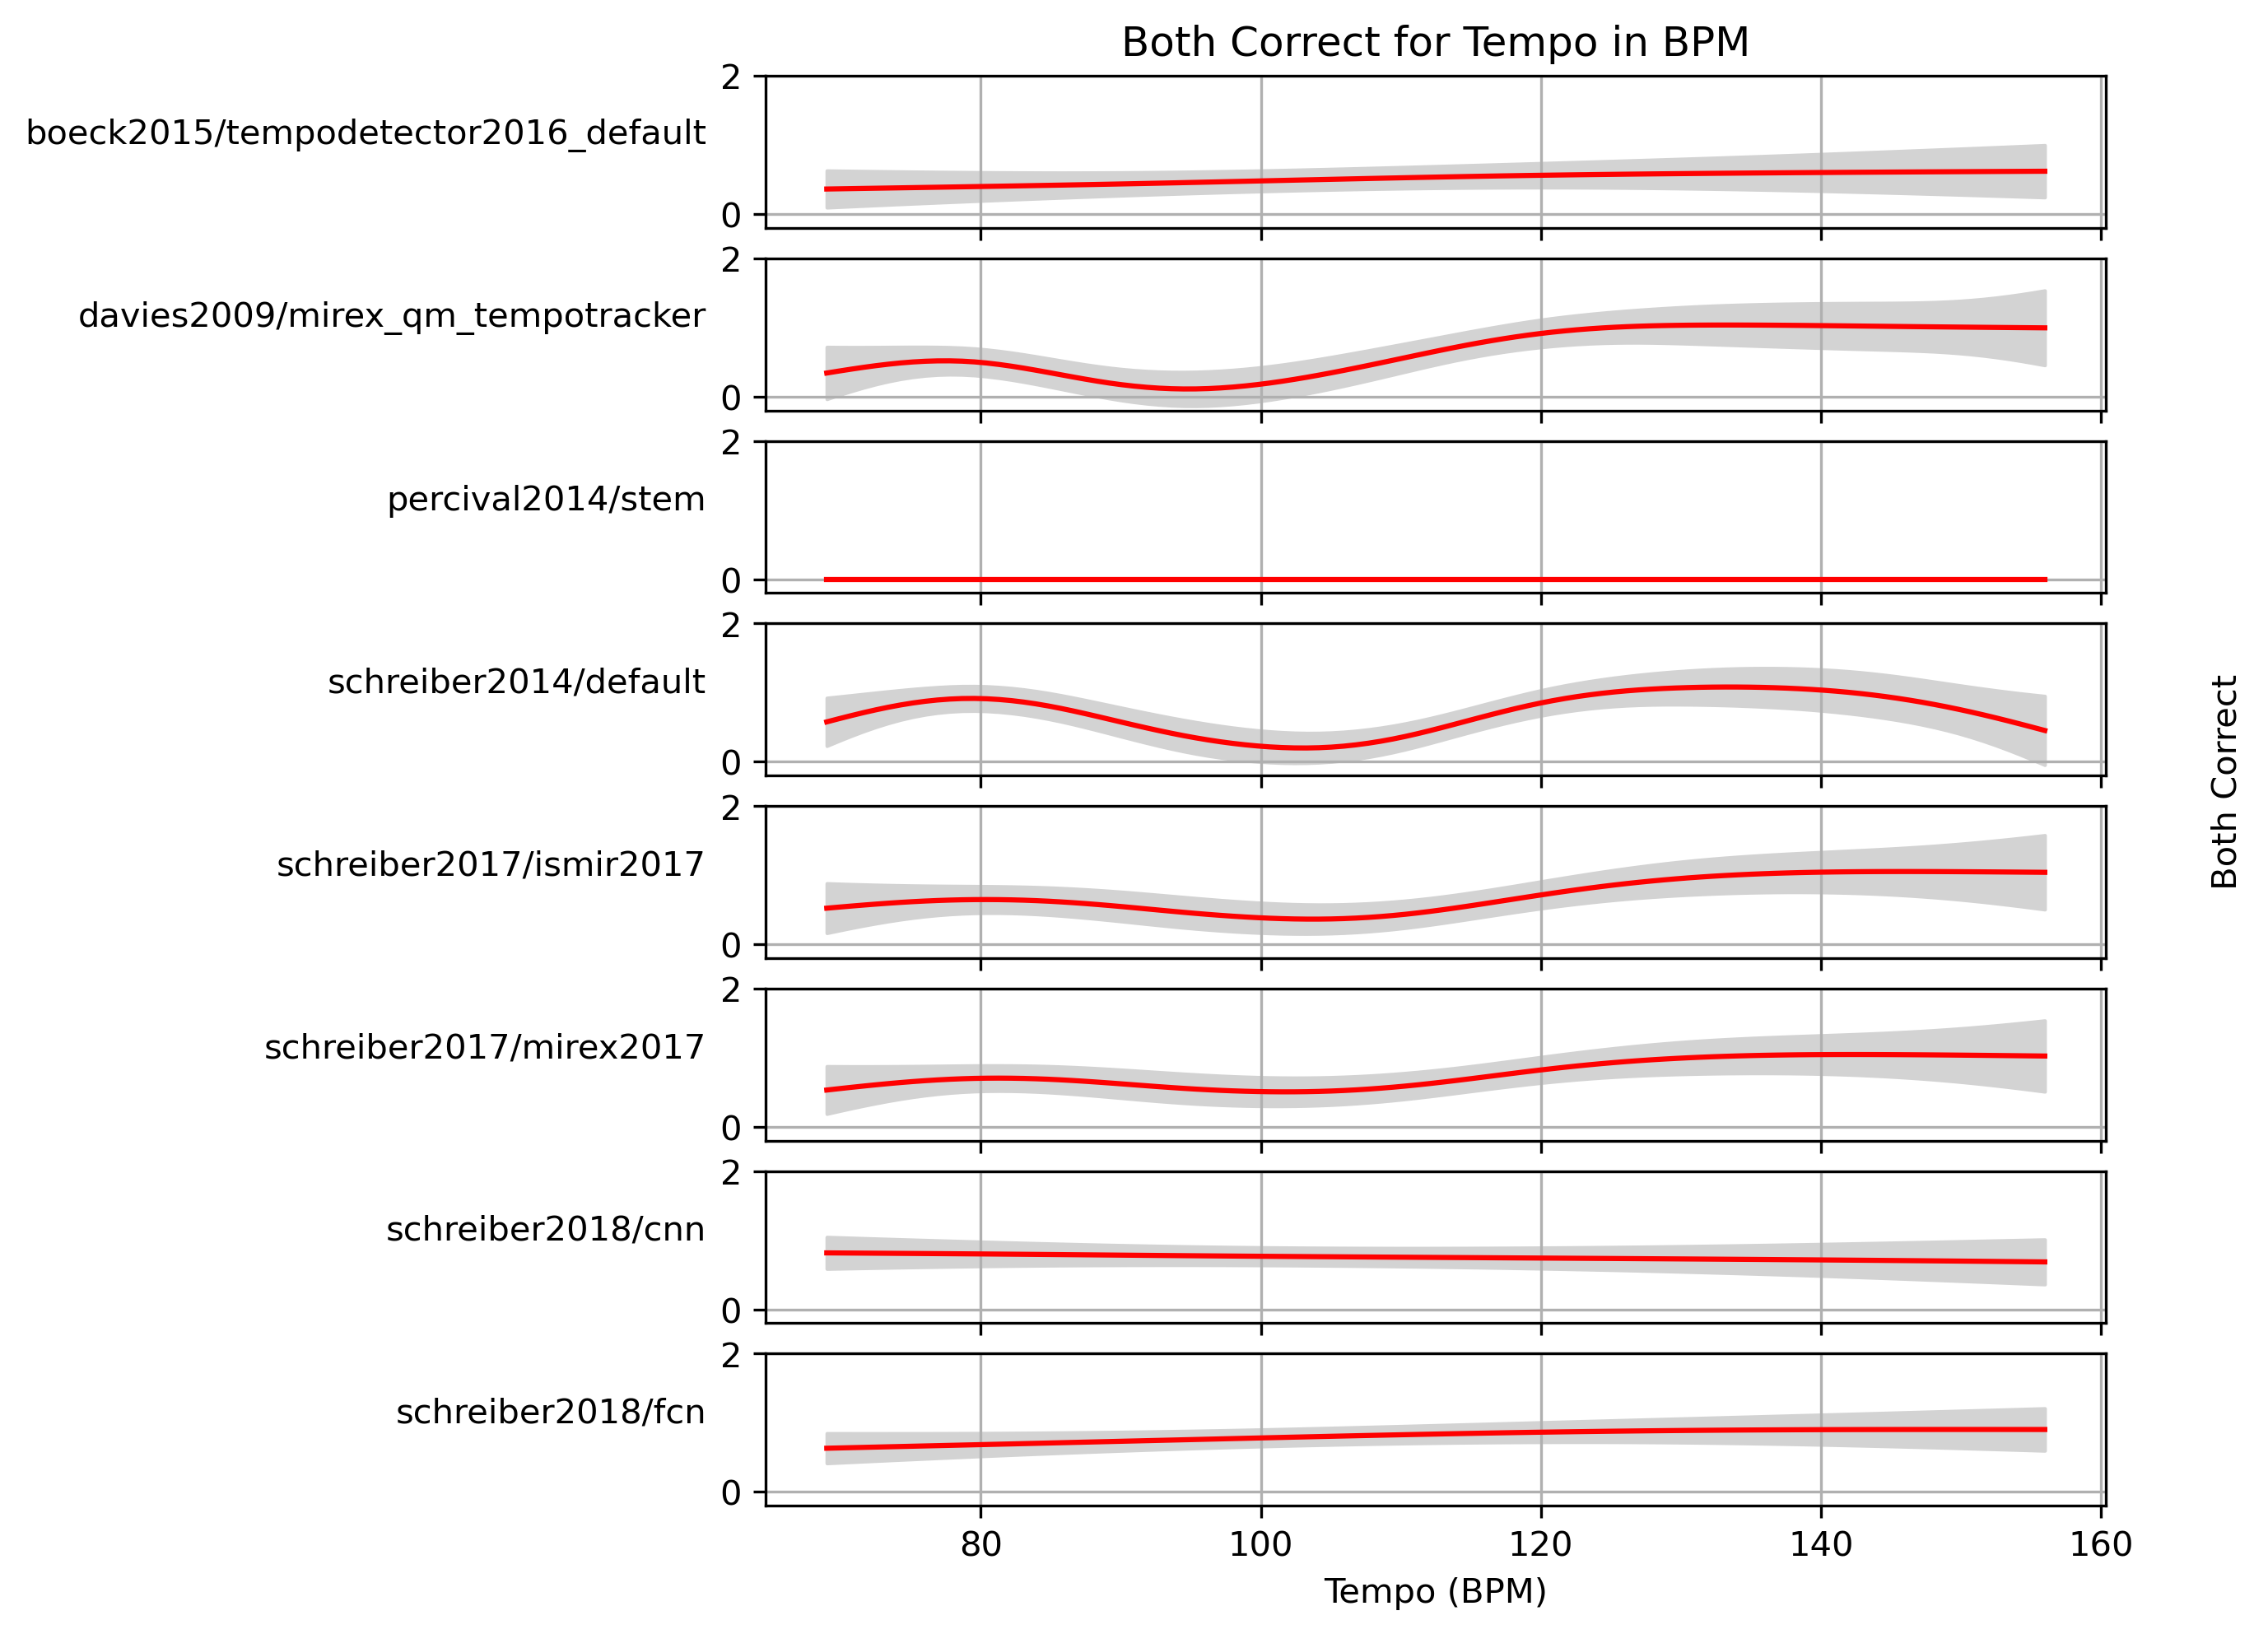 Both Correct for Tempo in BPM
2
boeck2015/tempodetector2016_default
0
2
davies2009/mirex_qm_tempotracker
0
2
percival2014/stem
0
2
schreiber2014/default
0
2
schreiber2017/ismir2017
0
2
schreiber2017/mirex2017
0
2
schreiber2018/cnn
0
2
schreiber2018/fcn
0
80 100 120 140 160
Tempo (BPM)
Both Correct